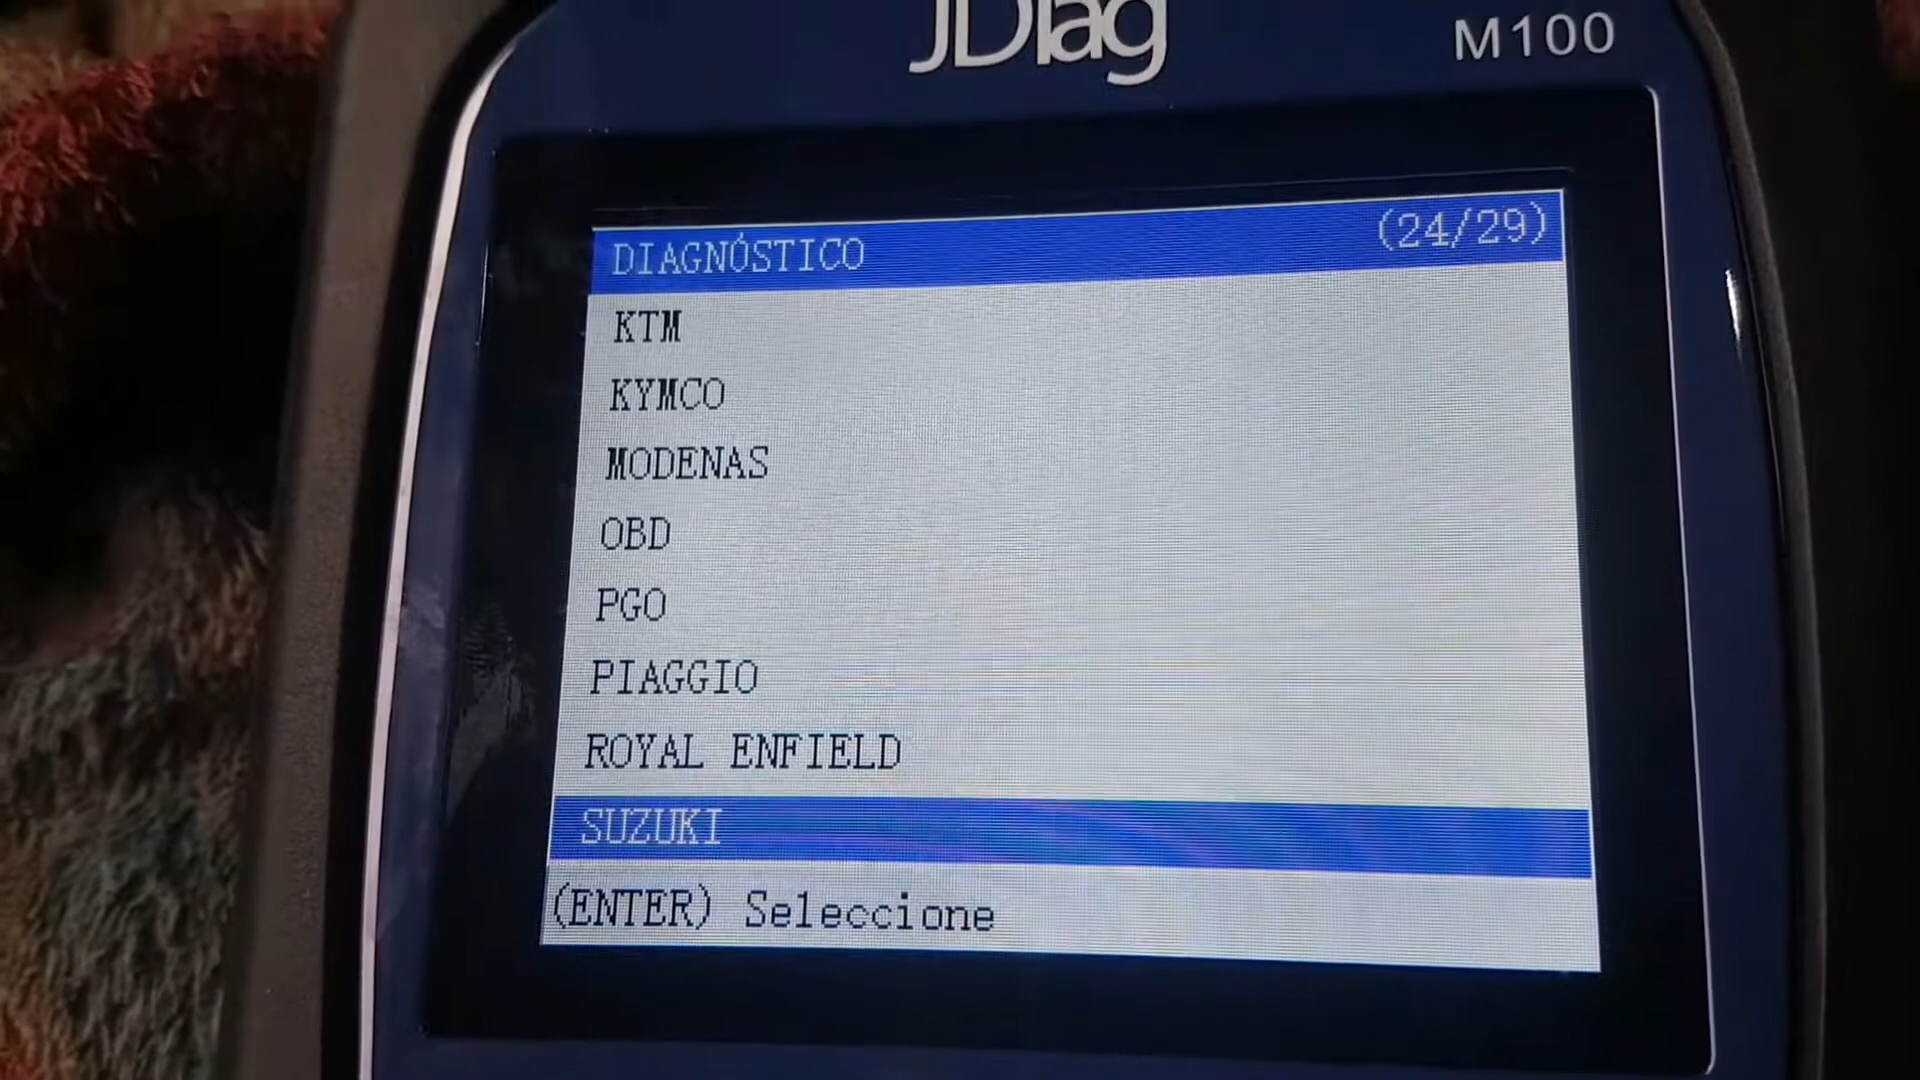 JDiag
M100
DIAGNÓSTICO (24/29)
KTM
KYMCO
MODENAS
OBD
PGO
PIAGGIO
ROYAL ENFIELD
SUZUKI
(ENTER) Seleccione